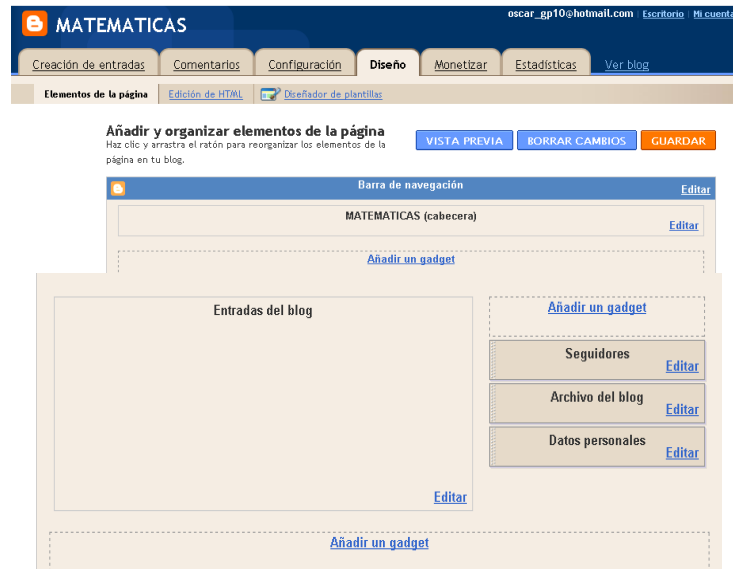 MATEMATICAS
oscar_gp10@hotmail.com | Escritorio | Mi cuenta
Creación de entradas Comentarios Configuración Diseño Monetizar Estadísticas Ver blog
Elementos de la página Edición de HTML Diseñador de plantillas
Añadir y organizar elementos de la página
Haz clic y arrastra el ratón para reorganizar los elementos de la
página en tu blog.
VISTA PREVIA BORRAR CAMBIOS GUARDAR
Barra de navegación
Editar
MATEMATICAS (cabecera)
Editar
Añadir un gadget
Entradas del blog
Editar
Añadir un gadget
Seguidores
Editar
Archivo del blog
Editar
Datos personales
Editar
Añadir un gadget